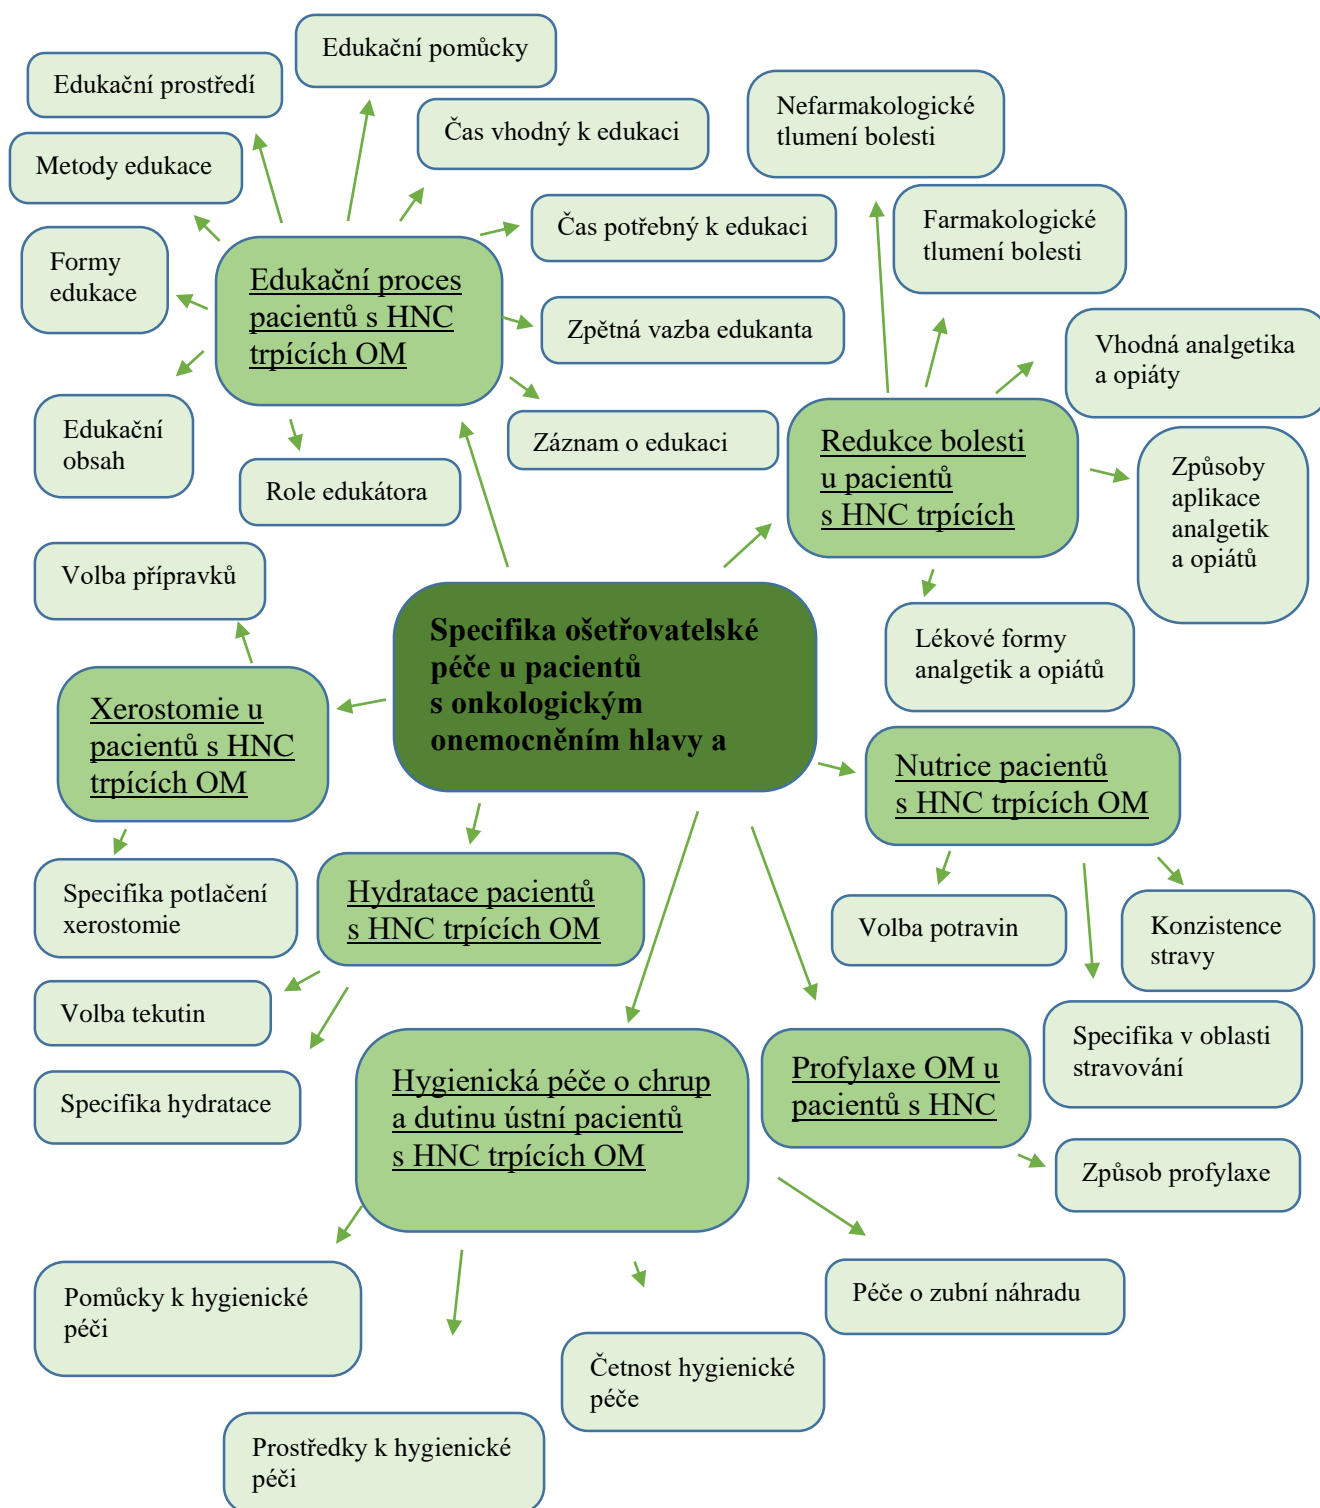 Edukační pomůcky
Edukační prostředí
Čas vhodný k edukaci
Metody edukace
Čas potřebný k edukaci
Formy
edukace
Edukační proces
pacientů s HNC
trpících OM
Zpětná vazba edukanta
Edukační
obsah
Záznam o edukaci
Role edukátora
Nefarmakologické
tlumení bolesti
Farmakologické
tlumení bolesti
Vhodná analgetika
a opiáty
Redukce bolesti
u pacientů
s HNC trpících
Způsoby
aplikace
analgetik
a opiátů
Lékové formy
analgetik a opiátů
Volba přípravků
Specifika ošetřovatelské
péče u pacientů
s onkologickým
onemocněním hlavy a
Xerostomie u
pacientů s HNC
trpících OM
Nutrice pacientů
s HNC trpících OM
Specifika potlačení
xerostomie
Hydratace pacientů
s HNC trpících OM
Volba potravin
Konzistence
stravy
Volba tekutin
Specifika v oblasti
stravování
Specifika hydratace
Hygienická péče o chrup
a dutinu ústní pacientů
s HNC trpících OM
Profylaxe OM u
pacientů s HNC
Způsob profylaxe
Pomůcky k hygienické
péči
Péče o zubní náhradu
Četnost hygienické
péče
Prostředky k hygienické
péči